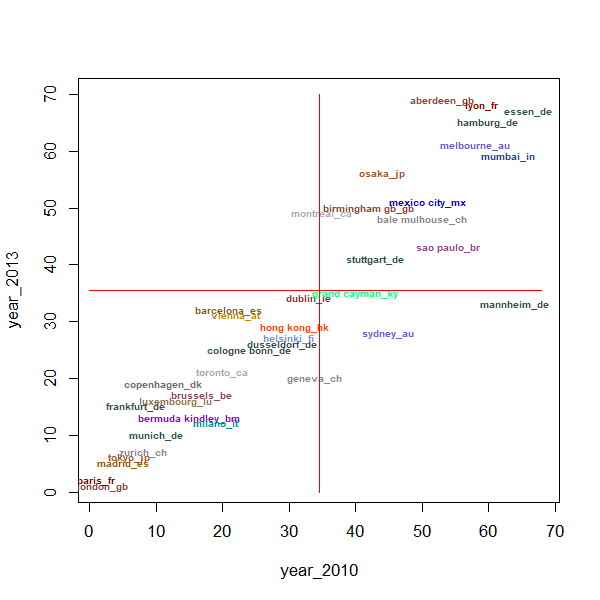 70
60
50
40
30
20
10
0
year_2013
aberdeen_gb
lyon_fr
essen_de
hamburg_de
melbourne_au
mumbai_in
osaka_jp
mexico city_mx
birmingham gb_gb
montreal_ca
bale mulhouse_ch
sao paulo_br
stuttgart_de
grand cayman_ky
dublin_ie
mannheim_de
barcelona_es
vienna_at
hong kong_hk
sydney_au
helsinki_fi
dusseldorf_de
cologne bonn_de
toronto_ca
geneva_ch
copenhagen_dk
brussels_be
luxembourg_lu
frankfurt_de
bermuda kindley_bm
milano_it
munich_de
zurich_ch
tokyo_jp
madrid_es
paris_fr
ondon_gb
0 10 20 30 40 50 60 70
year_2010